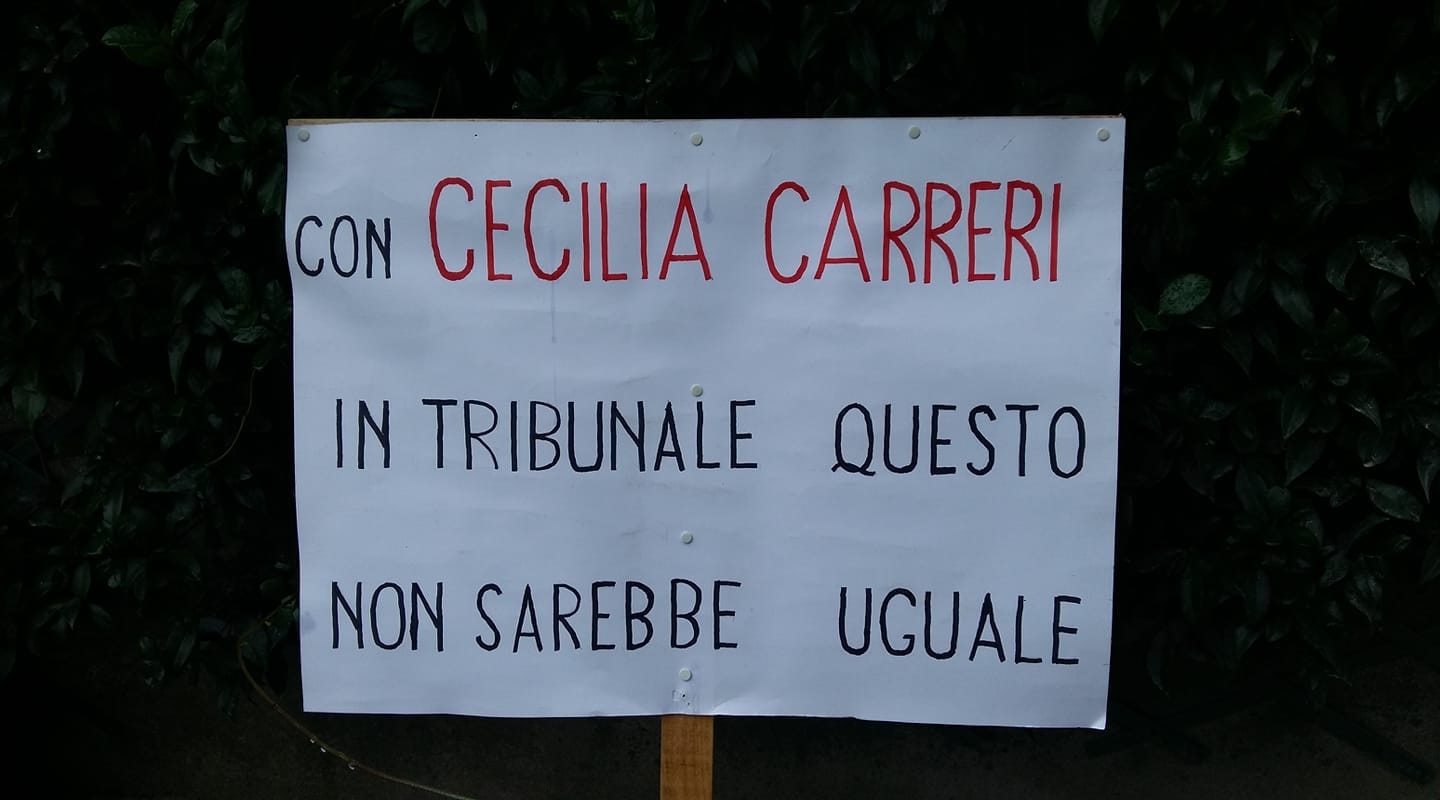 CON CECILIA CARRERI
IN TRIBUNALE QUESTO
NON SAREBBE UGUALE